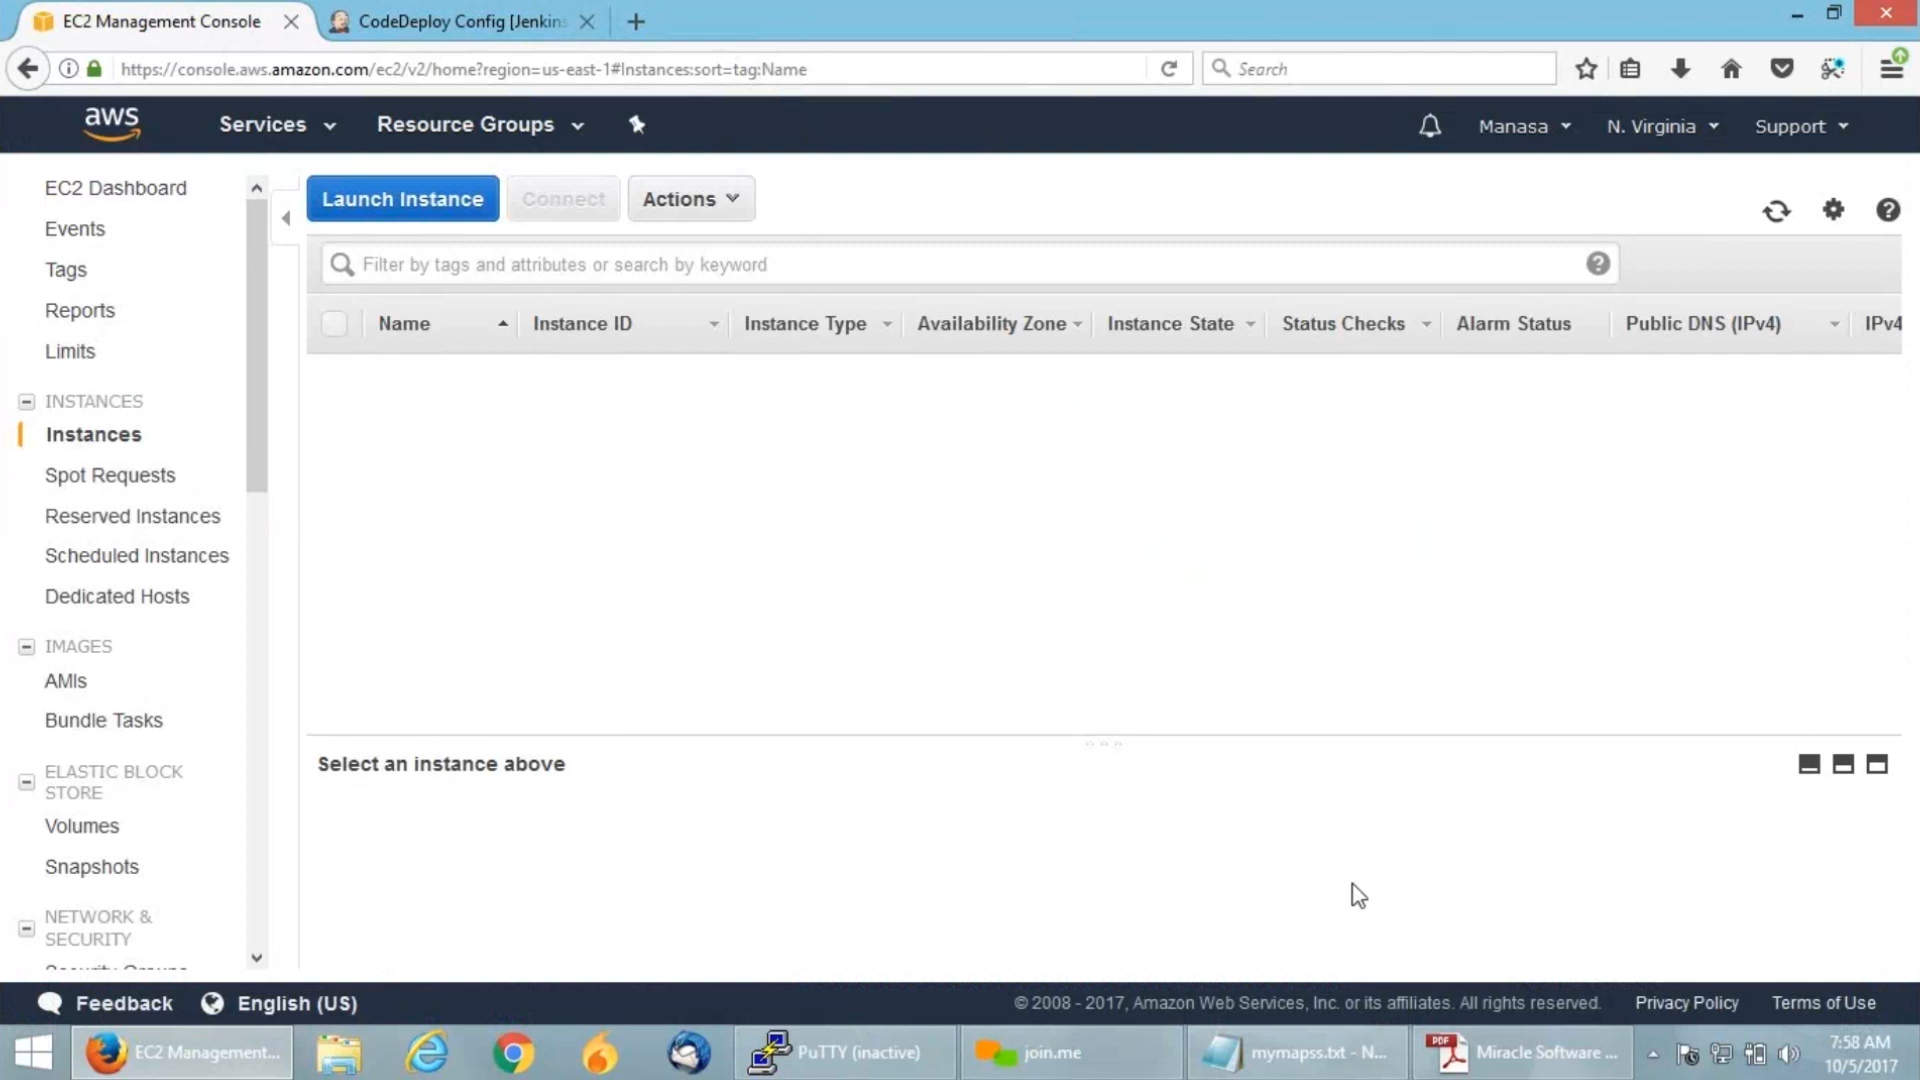 EC2 Management Console
CodeDeploy Config [Jenkins
https://console.aws.amazon.com/ec2/v2/home?region=us-east-1#Instances:sort=tag:Name
Search
aws
Services
Resource Groups
Manasa
N. Virginia
Support
EC2 Dashboard
Events
Tags
Reports
Limits
INSTANCES
Instances
Spot Requests
Reserved Instances
Scheduled Instances
Dedicated Hosts
IMAGES
AMIs
Bundle Tasks
ELASTIC BLOCK
STORE
Volumes
Snapshots
NETWORK &
SECURITY
Security Groups
Launch Instance
Connect
Actions
Filter by tags and attributes or search by keyword
Name
Instance ID
Instance Type
Availability Zone
Instance State
Status Checks
Alarm Status
Public DNS (IPv4)
IPv4
Select an instance above
Feedback
English (US)
© 2008 - 2017, Amazon Web Services, Inc. or its affiliates. All rights reserved.
Privacy Policy
Terms of Use
EC2 Management...
PuTTY (inactive)
join.me
mymapss.txt - N...
PDF
Miracle Software ...
7:58 AM
10/5/2017